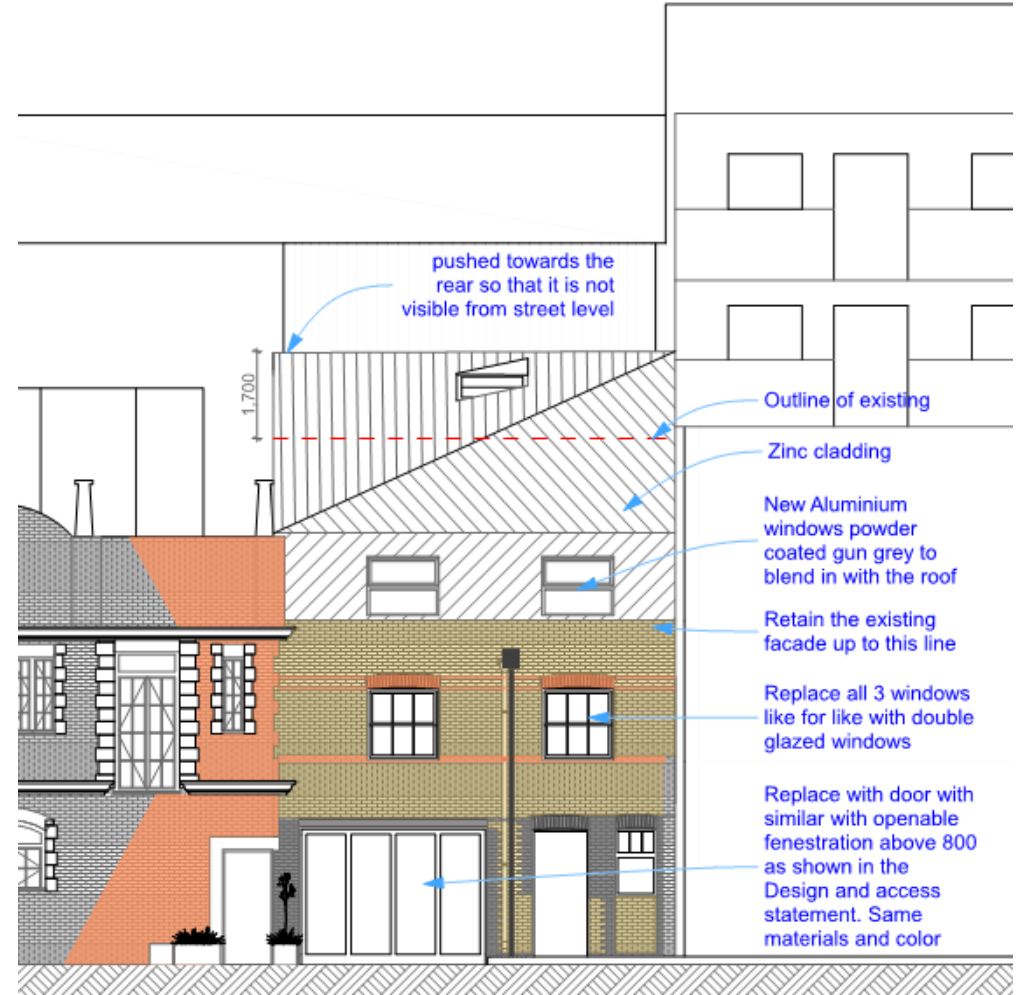 pushed towards the
rear so that it is not
visible from street level
1,700
Outline of existing
Zinc cladding
New Aluminium
windows powder
coated gun grey to
blend in with the roof
Retain the existing
facade up to this line
Replace all 3 windows
like for like with double
glazed windows
Replace with door with
similar with openable
fenestration above 800
as shown in the
Design and access
statement. Same
materials and color